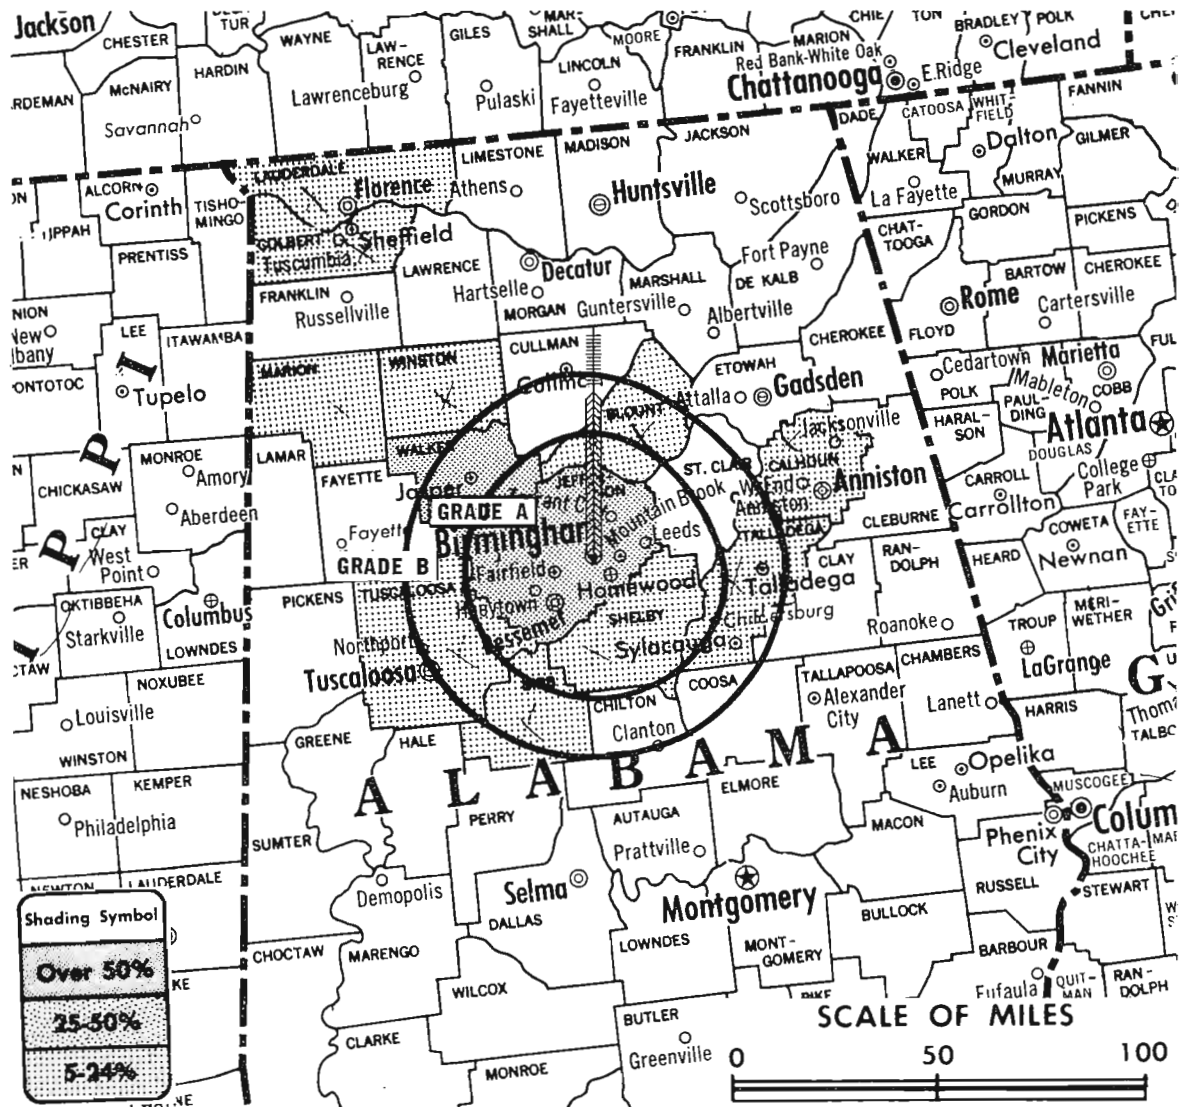 Jackson
CHESTER
TUR
WAYNE
LAW-
RENCE
GILES
MAR-
SHALL
MOORE
FRANKLIN
MARION
TON
BRADLEY
POLK
McNAIRY
HARDIN
Lawrenceburg
Pulaski
LINCOLN
Fayetteville
Red Bank-White Oak
Chattanooga
E.Ridge
Cleveland
Savannah
JACKSON
DADE
CATOOSA
WHIT-
FIELD
FANNIN
Dalton
GILMER
ALCORN
Corinth
TISHO-
MINGO
LAUDERDALE
Florence
LIMESTONE
Athens
MADISON
Huntsville
Scottsboro
WALKER
La Fayette
MURRAY
GORDON
PICKENS
PRENTISS
COLBERT
Sheffield
Tuscumbia
LAWRENCE
Decatur
Hartselle
MORGAN
MARSHALL
Guntersville
Fort Payne
DE KALB
Albertville
CHAT-
TOOGA
BARTOW
CHEROKEE
FRANKLIN
Russellville
Rome
Cartersville
FLOYD
LEE
ITAWAMBA
Tupelo
CULLMAN
CHEROKEE
ETOWAH
Gadsden
Attalla
Cedartown
POLK
Marietta
COBB
Mableton
PAUL-
DING
MARION
WINSTON
BLOUNT
Jacksonville
HARAL-
SON
Atlanta
DOUGLAS
MONROE
Amory
LAMAR
FAYETTE
WALKER
Jasper
ST. CLAIR
CALHOUN
Anniston
CARROLL
Carrollton
College
Park
CHICKASAW
Aberdeen
CLAY
West
Point
GRADE A
Birmingham
Mountain Brook
Leeds
TALLADEGA
CLEBURNE
COWETA
Newnan
FAY-
ETTE
HEARD
GRADE B
Fairfield
Homewood
Talladega
CLAY
RAN-
DOLPH
PICKENS
TUSCALOOSA
Bessemer
SHELBY
Sylacauga
Roanoke
OKTIBBEHA
Starkville
Columbus
LOWNDES
Northport
Tuscaloosa
TROUP
LaGrange
MERI-
WETHER
G
NOXUBEE
Louisville
WINSTON
BIBB
CHILTON
Clanton
COOSA
TALLAPOOSA
Alexander
City
CHAMBERS
Lanett
HARRIS
GREENE
HALE
A L A B A M A
P P I
LEE
Opelika
Auburn
MUSCOGEE
NESHOBA
KEMPER
Philadelphia
SUMTER
PERRY
AUTAUGA
Prattville
ELMORE
MACON
Phenix
City
Colum
CHATTA-
HOOCHEE
NEWTON
LAUDERDALE
Demopolis
Selma
DALLAS
Montgomery
RUSSELL
STEWART
BULLOCK
Shading Symbol
Over 50%
25-50%
5-24%
CHOCTAW
MARENGO
LOWNDES
MONT-
GOMERY
BARBOUR
Eufaula
QUIT-
MAN
RAN-
DOLPH
WILCOX
PIKE
CLARKE
BUTLER
Greenville
MONROE
SCALE OF MILES
0 50 100